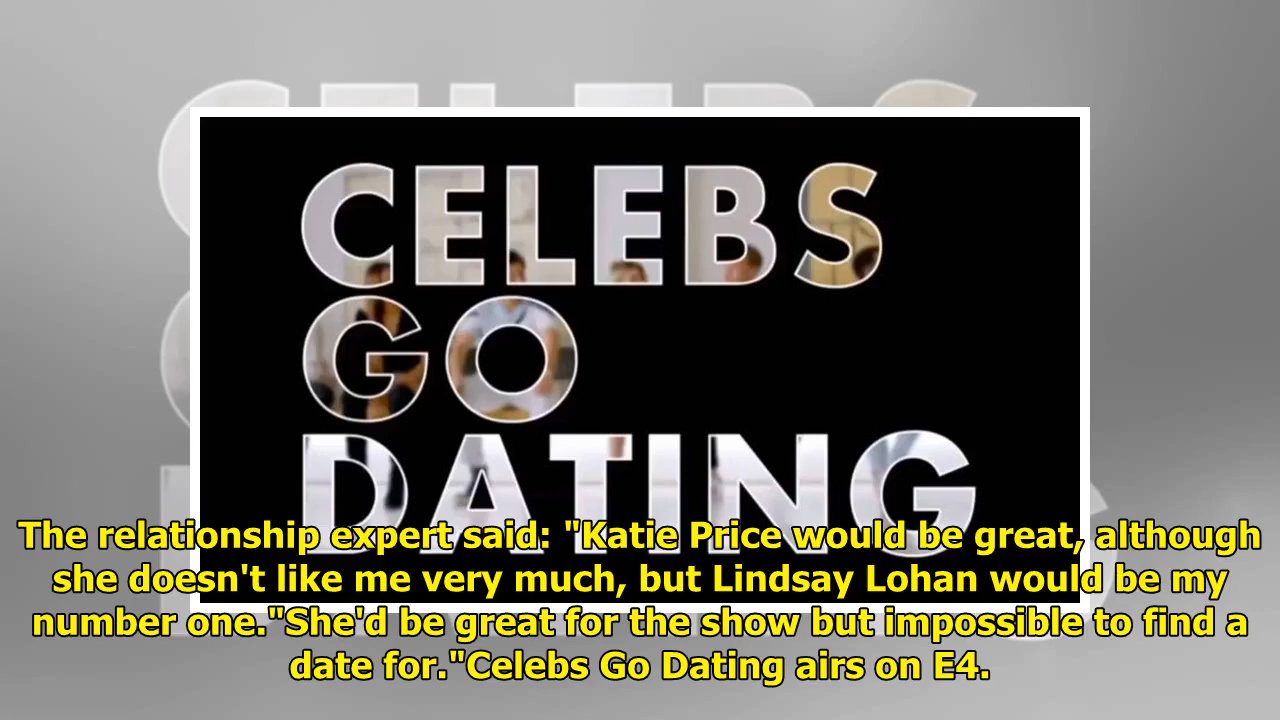 CELEBS
GO
DATING
The relationship expert said: "Katie Price would be great, although
she doesn't like me very much, but Lindsay Lohan would be my
number one."She'd be great for the show but impossible to find a
date for."Celebs Go Dating airs on E4.